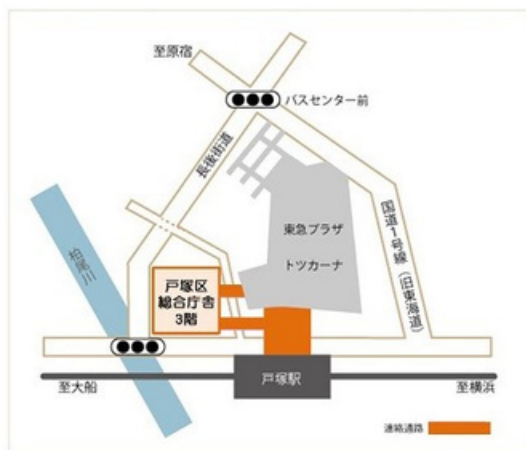 至原宿
バスセンター前
長後街道
国道1号線(旧東海道)
東急プラザ
トツカーナ
柏尾川
戸塚区
総合庁舎
3階
戸塚駅
至大船
至横浜
連絡通路